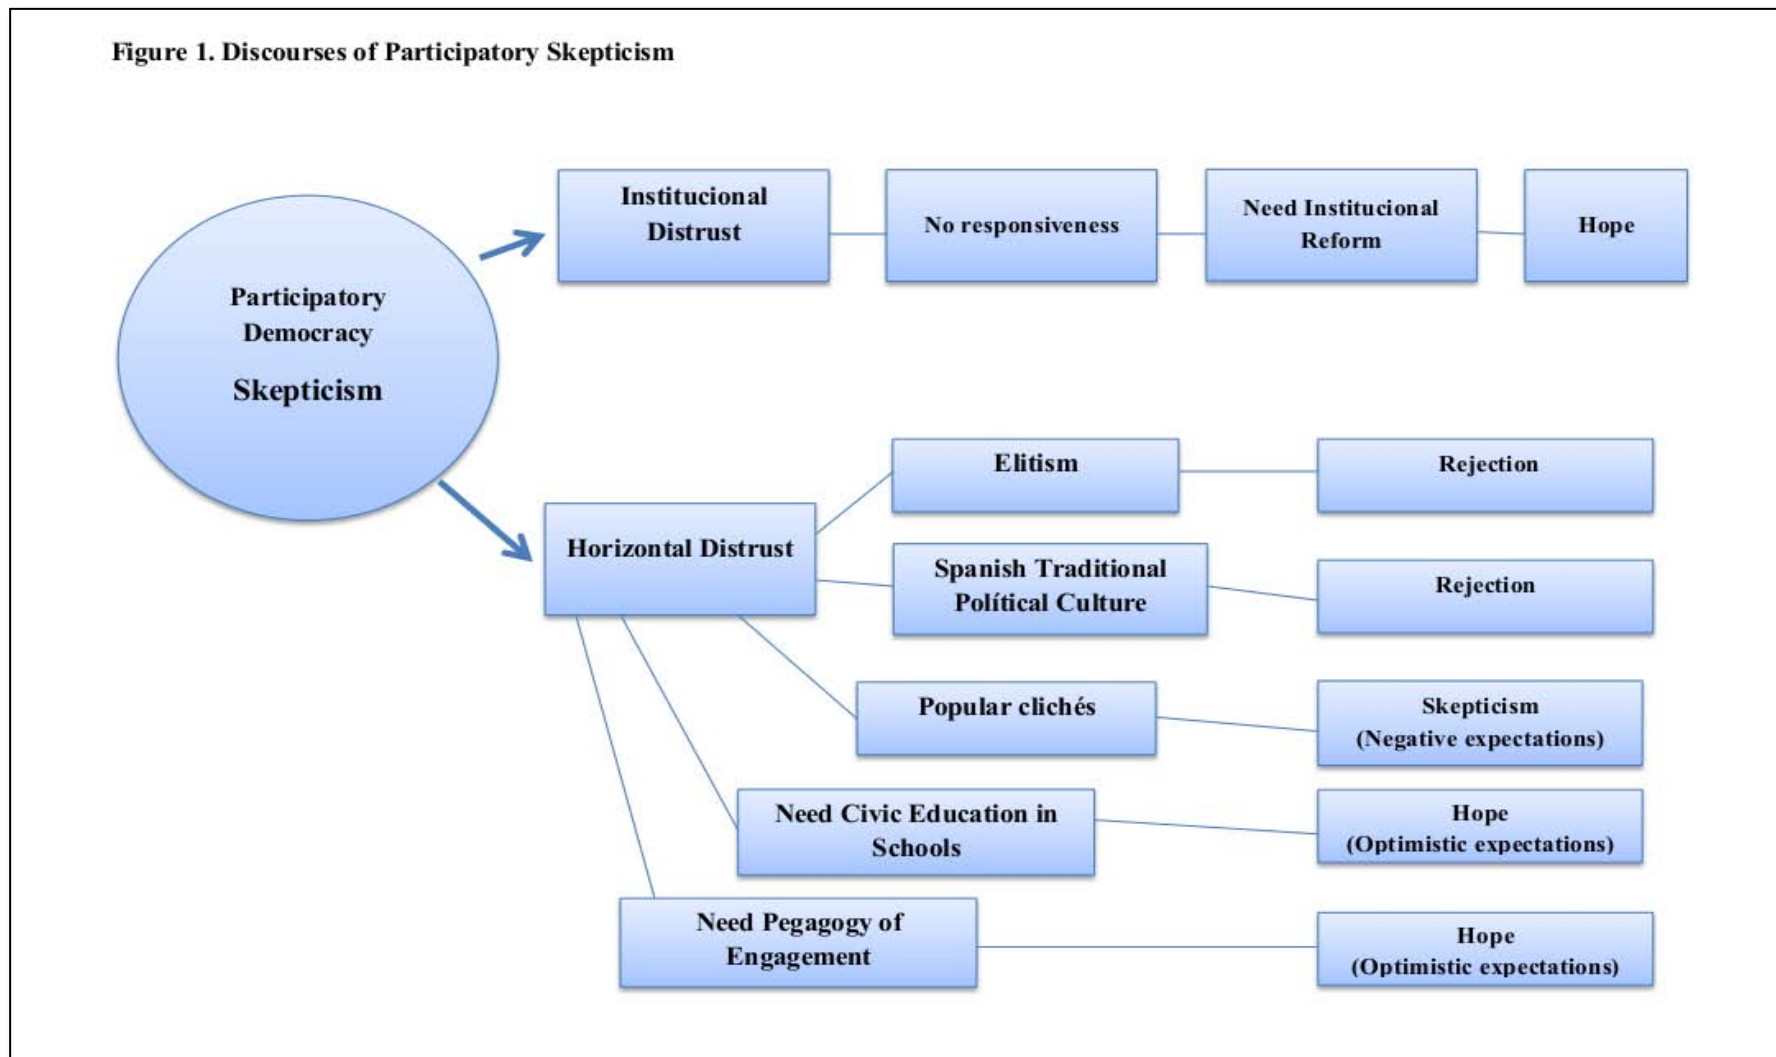 Figure 1. Discourses of Participatory Skepticism
Participatory
Democracy
Skepticism
Institucional
Distrust
No responsiveness
Need Institucional
Reform
Hope
Horizontal Distrust
Elitism
Rejection
Spanish Traditional
Polítical Culture
Rejection
Popular clichés
Skepticism
(Negative expectations)
Need Civic Education in
Schools
Hope
(Optimistic expectations)
Need Pegagogy of
Engagement
Hope
(Optimistic expectations)